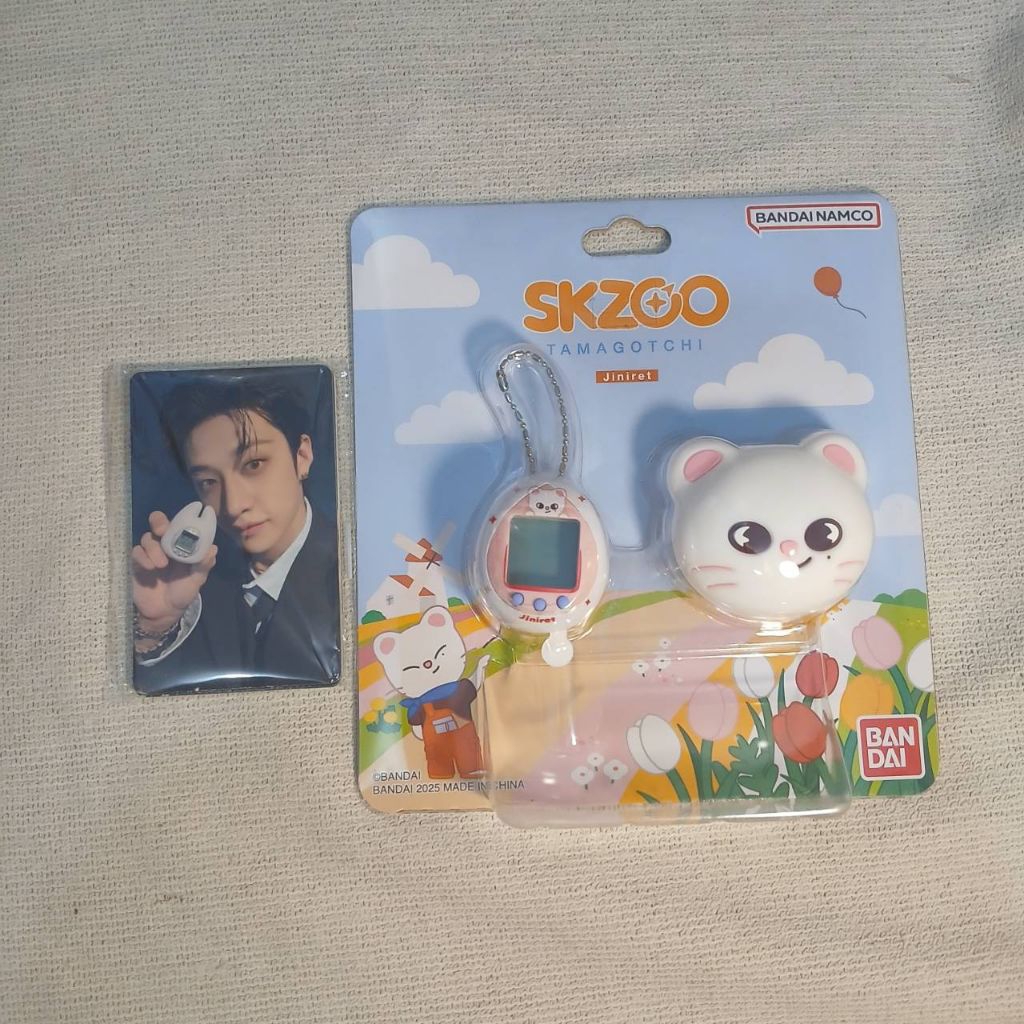 BANDAI NAMCO
SKZOO
TAMAGOTCHI
Jiniret
Jiniret
©BANDAI
BANDAI 2025 MADE IN CHINA
BAN
DAI